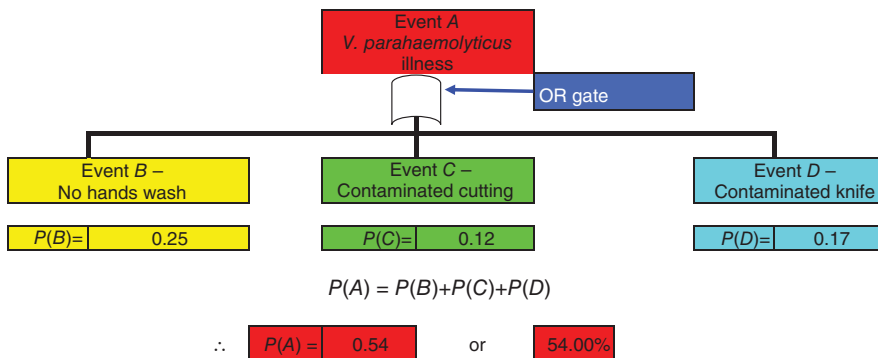 Event A
V. parahaemolyticus
illness
OR gate
Event B –
No hands wash
Event C –
Contaminated cutting
Event D –
Contaminated knife
P(B)= 0.25
P(C)= 0.12
P(D)= 0.17
P(A) = P(B)+P(C)+P(D)
∴ P(A) = 0.54 or 54.00%